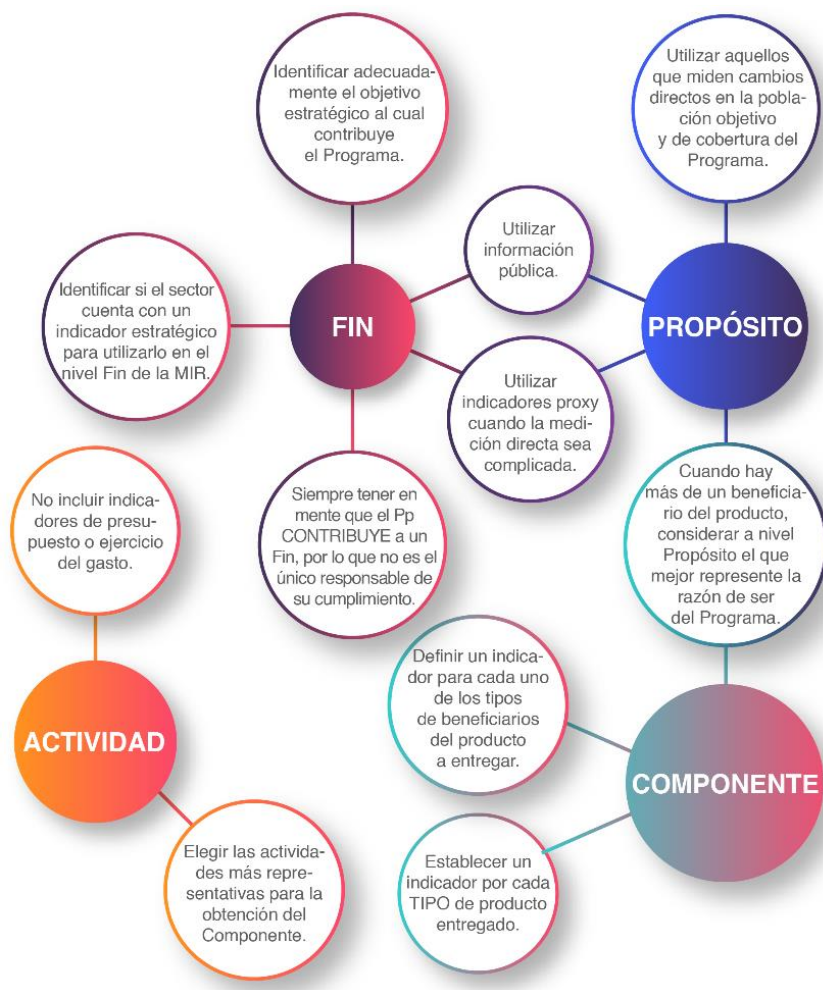 Identificar adecuada-
mente el objetivo
estratégico al cual
contribuye
el Programa.
Utilizar aquellos
que miden cambios
directos en la pobla-
ción objetivo
y de cobertura del
Programa.
Utilizar
información
pública.
Identificar si el sector
cuenta con un
indicador estratégico
para utilizarlo en el
nivel Fin de la MIR.
FIN
PROPÓSITO
Utilizar
indicadores proxy
cuando la medi-
ción directa sea
complicada.
No incluir indica-
dores de presu-
puesto o ejercicio
del gasto.
Siempre tener en
mente que el Pp
CONTRIBUYE a un
Fin, por lo que no es el
único responsable de
su cumplimiento.
Cuando hay
más de un beneficia-
rio del producto,
considerar a nivel
Propósito el que
mejor represente la
razón de ser
del Programa.
Definir un indica-
dor para cada uno
de los tipos
de beneficiarios
del producto
a entregar.
ACTIVIDAD
COMPONENTE
Elegir las activida-
des más repre-
sentativas para la
obtención del
Componente.
Establecer un
indicador por cada
TIPO de producto
entregado.